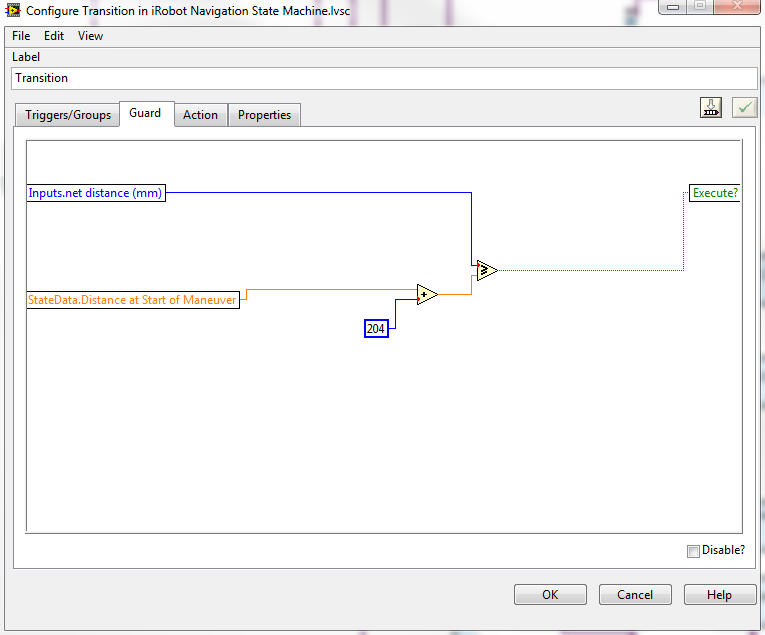 Configure Transition in iRobot Navigation State Machine.lvsc
File Edit View
Label
Transition
Triggers/Groups Guard Action Properties
Inputs.net distance (mm)
Execute?
≥
StateData.Distance at Start of Maneuver
+
204
Disable?
OK Cancel Help